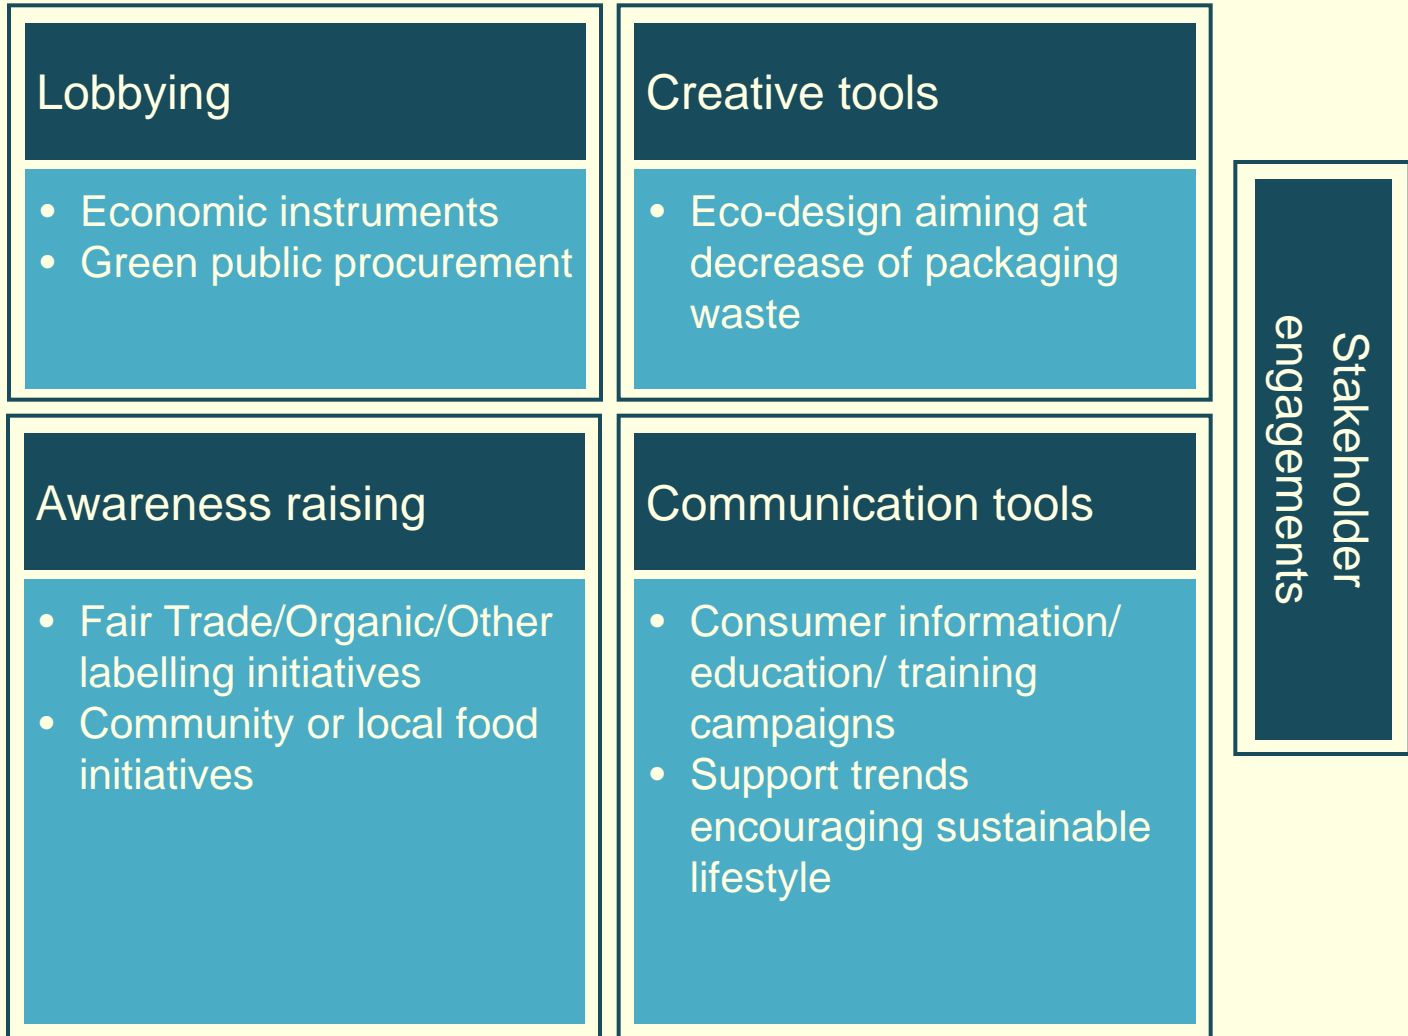 Lobbying
• Economic instruments
• Green public procurement
Creative tools
• Eco-design aiming at
decrease of packaging
waste
Awareness raising
• Fair Trade/Organic/Other
labelling initiatives
• Community or local food
initiatives
Communication tools
• Consumer information/
education/ training
campaigns
• Support trends
encouraging sustainable
lifestyle
Stakeholder
engagements